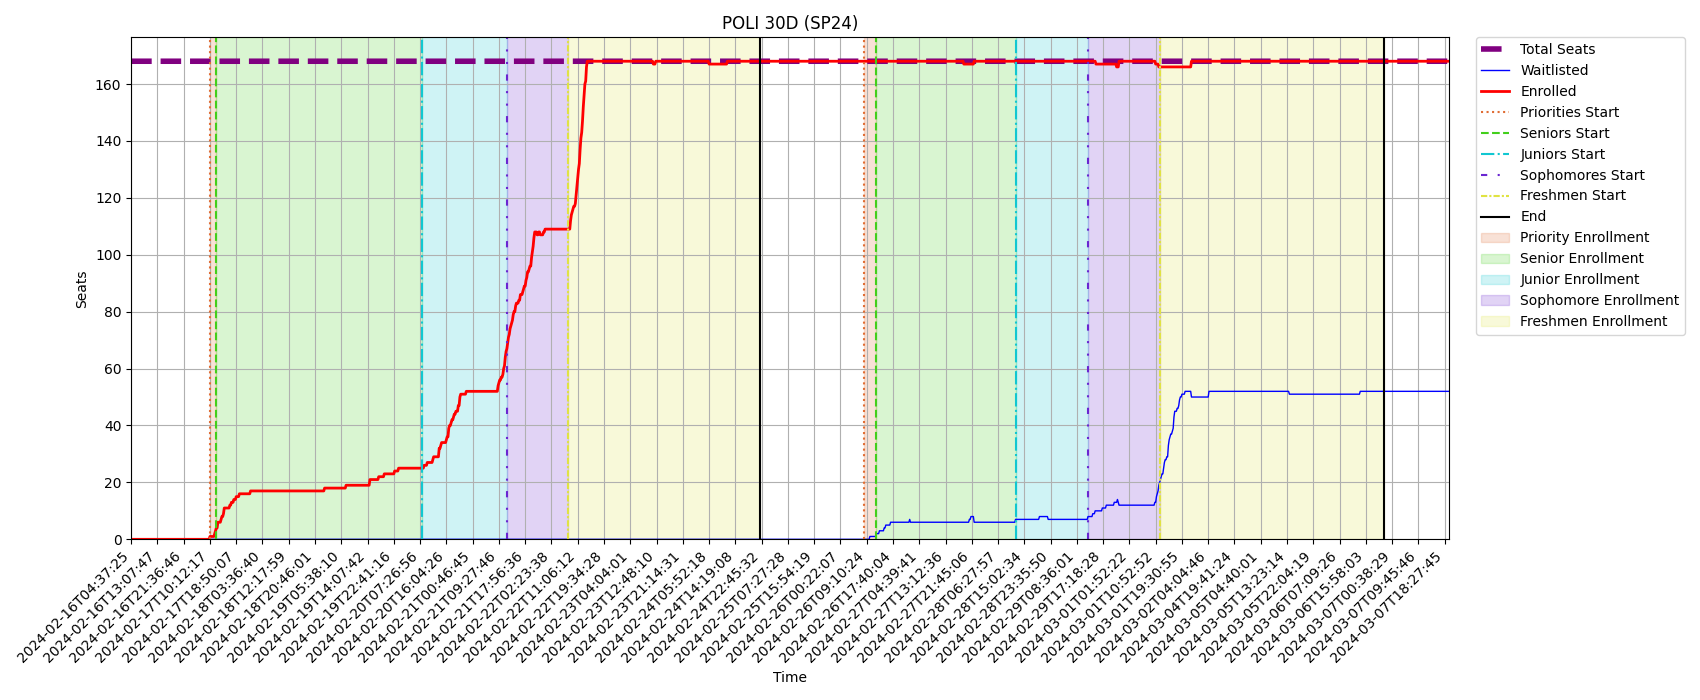 POLI 30D (SP24)
Seats
160
140
120
100
80
60
40
20
0
2024-02-16T04:37:25
2024-02-16T13:07:47
2024-02-16T21:36:46
2024-02-17T10:12:17
2024-02-17T18:50:07
2024-02-18T03:36:40
2024-02-18T12:17:59
2024-02-18T20:46:01
2024-02-19T05:38:10
2024-02-19T14:07:42
2024-02-19T22:41:16
2024-02-20T07:26:56
2024-02-20T16:04:26
2024-02-21T00:46:45
2024-02-21T09:27:46
2024-02-21T17:56:36
2024-02-22T02:23:38
2024-02-22T11:06:12
2024-02-22T19:34:28
2024-02-23T04:04:01
2024-02-23T12:48:10
2024-02-23T21:14:31
2024-02-24T05:52:18
2024-02-24T14:19:08
2024-02-24T22:45:32
2024-02-25T07:27:28
2024-02-25T15:54:19
2024-02-26T00:22:07
2024-02-26T09:10:24
2024-02-26T17:40:04
2024-02-27T04:39:41
2024-02-27T13:12:36
2024-02-27T21:45:06
2024-02-28T06:27:57
2024-02-28T15:02:34
2024-02-28T23:35:50
2024-02-29T08:36:01
2024-02-29T17:18:28
2024-03-01T01:52:22
2024-03-01T10:52:52
2024-03-01T19:30:55
2024-03-02T04:04:46
2024-03-04T19:41:24
2024-03-05T04:40:01
2024-03-05T13:23:14
2024-03-05T22:04:19
2024-03-06T07:09:26
2024-03-06T15:58:03
2024-03-07T00:38:29
2024-03-07T09:45:46
2024-03-07T18:27:45
Time
Total Seats
Waitlisted
Enrolled
Priorities Start
Seniors Start
Juniors Start
Sophomores Start
Freshmen Start
End
Priority Enrollment
Senior Enrollment
Junior Enrollment
Sophomore Enrollment
Freshmen Enrollment